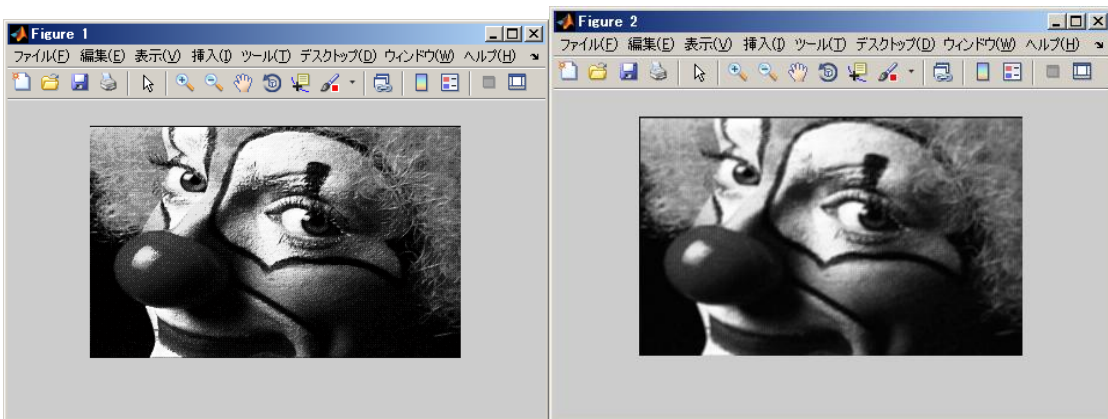 Figure 1
ファイル(F) 編集(E) 表示(V) 挿入(I) ツール(T) デスクトップ(D) ウィンドウ(W) ヘルプ(H)
Figure 2
ファイル(F) 編集(E) 表示(V) 挿入(I) ツール(T) デスクトップ(D) ウィンドウ(W) ヘルプ(H)